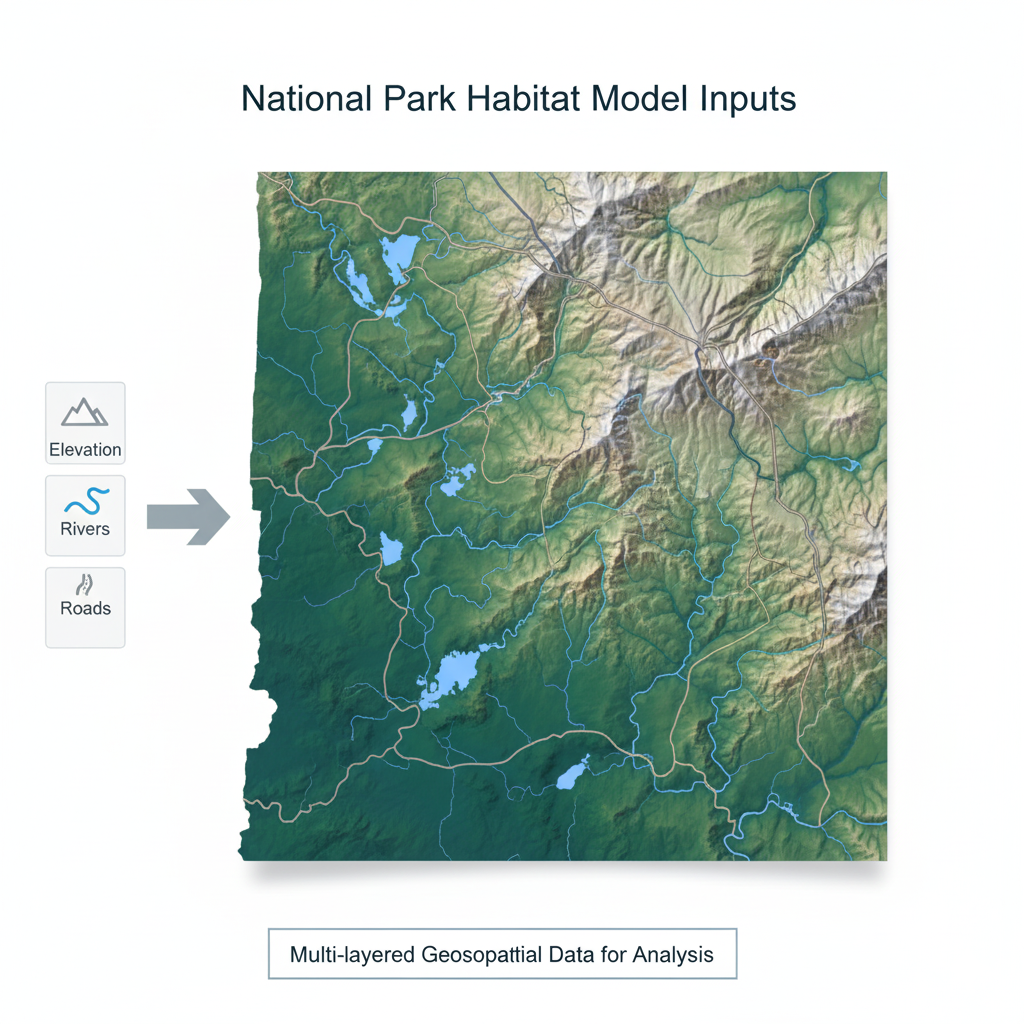 National Park Habitat Model Inputs
Elevation
Rivers
Roads
Multi-layered Geosopattial Data for Analysis